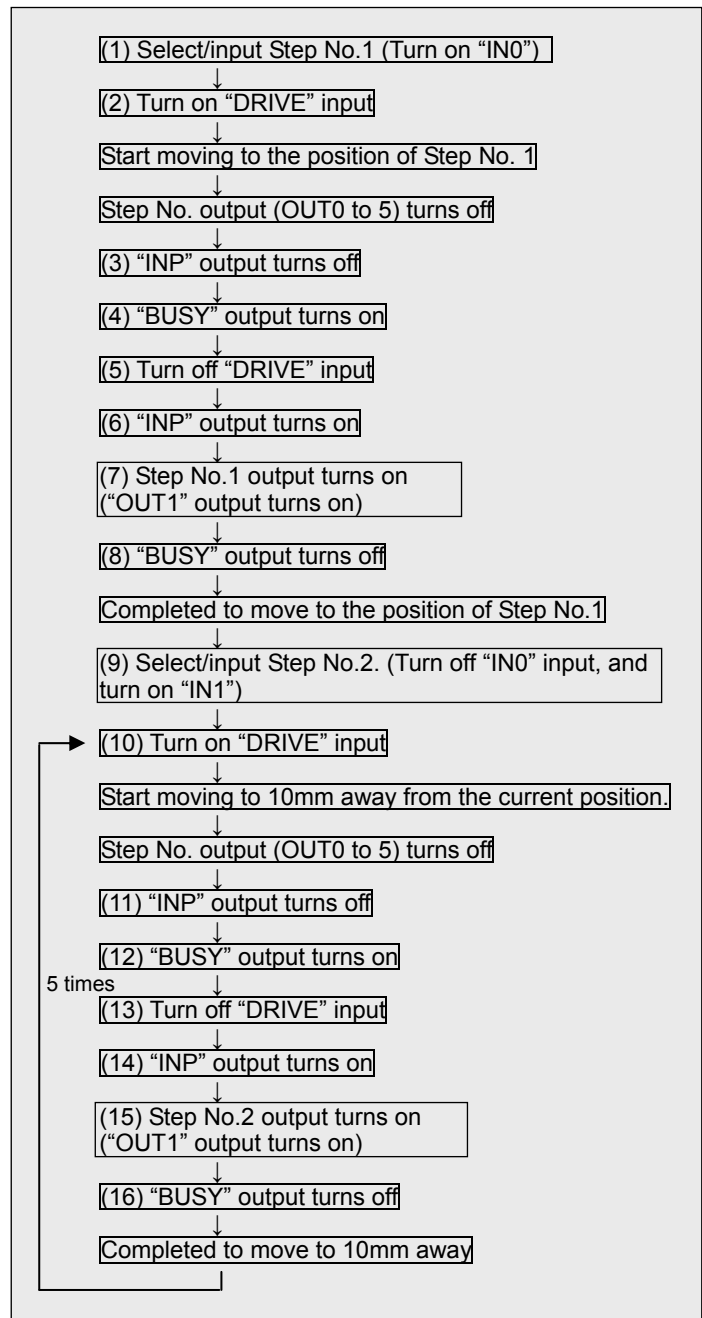 (1) Select/input Step No.1 (Turn on “IN0”)
↓
(2) Turn on “DRIVE” input
↓
Start moving to the position of Step No. 1
↓
Step No. output (OUT0 to 5) turns off
↓
(3) “INP” output turns off
↓
(4) “BUSY” output turns on
↓
(5) Turn off “DRIVE” input
↓
(6) “INP” output turns on
↓
(7) Step No.1 output turns on
(“OUT1” output turns on)
↓
(8) “BUSY” output turns off
↓
Completed to move to the position of Step No.1
↓
(9) Select/input Step No.2. (Turn off “IN0” input, and
turn on “IN1”)
↓
(10) Turn on “DRIVE” input
↓
Start moving to 10mm away from the current position.
↓
Step No. output (OUT0 to 5) turns off
↓
(11) “INP” output turns off
↓
(12) “BUSY” output turns on
↓
5 times
(13) Turn off “DRIVE” input
↓
(14) “INP” output turns on
↓
(15) Step No.2 output turns on
(“OUT1” output turns on)
↓
(16) “BUSY” output turns off
↓
Completed to move to 10mm away